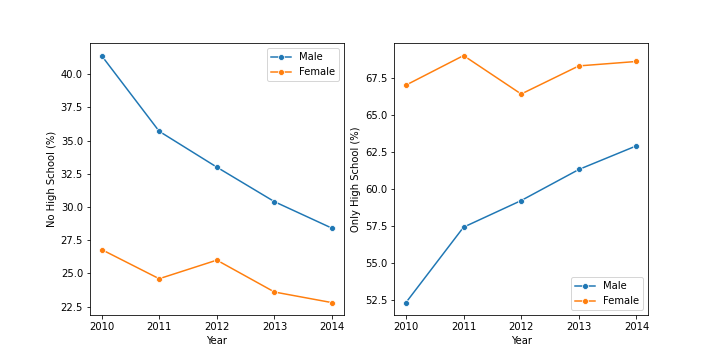 No High School (%)
40.0
37.5
35.0
32.5
30.0
27.5
25.0
22.5
2010 2011 2012 2013 2014
Year
Male
Female
Only High School (%)
67.5
65.0
62.5
60.0
57.5
55.0
52.5
2010 2011 2012 2013 2014
Year
Male
Female